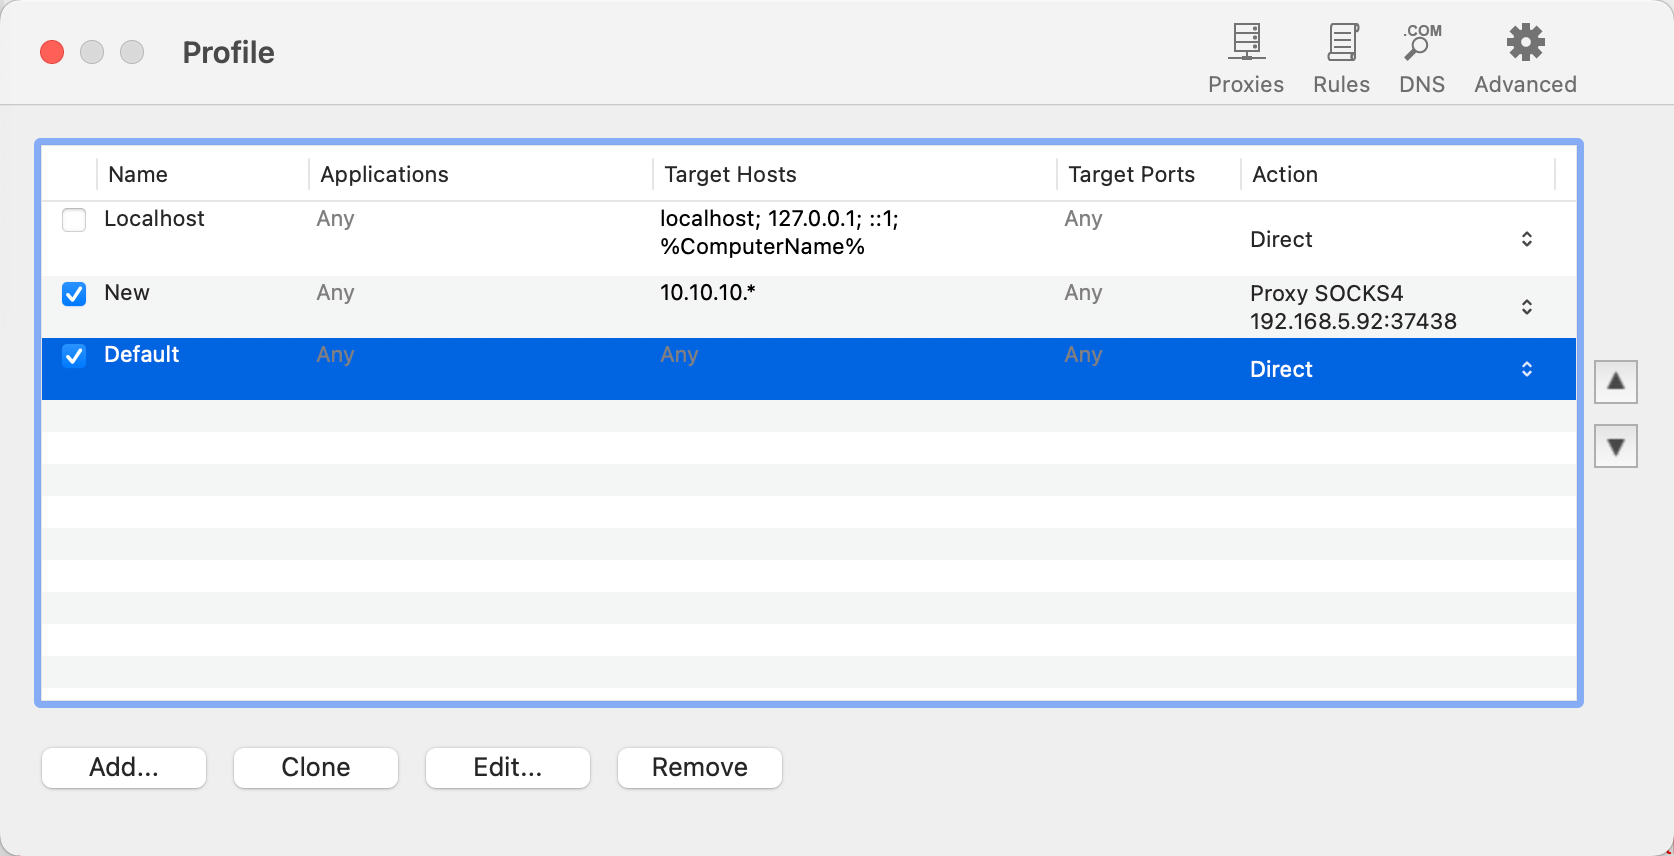 Profile
Proxies
Rules
.COM
DNS
Advanced
Name
Applications
Target Hosts
Target Ports
Action
Localhost
Any
localhost; 127.0.0.1; ::1;
%ComputerName%
Any
Direct
New
Any
10.10.10.*
Any
Proxy SOCKS4
192.168.5.92:37438
Default
Any
Any
Any
Direct
Add...
Clone
Edit...
Remove